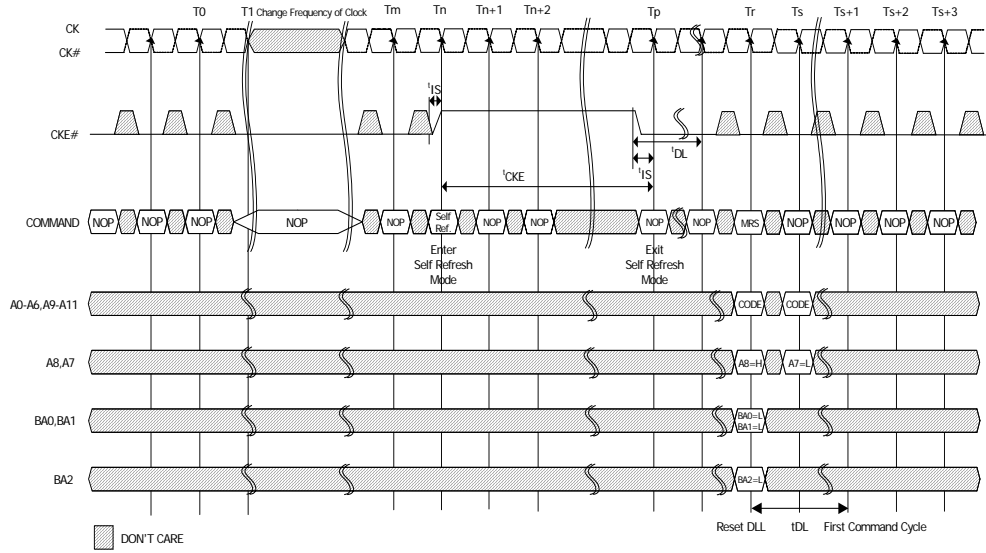 T0 T1 Change Frequency of Clock Tm Tn Tn+1 Tn+2 Tp Tr Ts Ts+1 Ts+2 Ts+3
CK
CK#
tIS
CKE#
tDL
tIS
tCKE
COMMAND NOP NOP NOP NOP NOP Self Ref. NOP NOP NOP NOP MRS NOP NOP NOP NOP
Enter
Self Refresh
Mode
Exit
Self Refresh
Mode
A0-A6,A9-A11 CODE CODE
A8,A7 A8=H A7=L
BA0,BA1 BA0=L BA1=L
BA2 BA2=L
Reset DLL tDL First Command Cycle
DON'T CARE